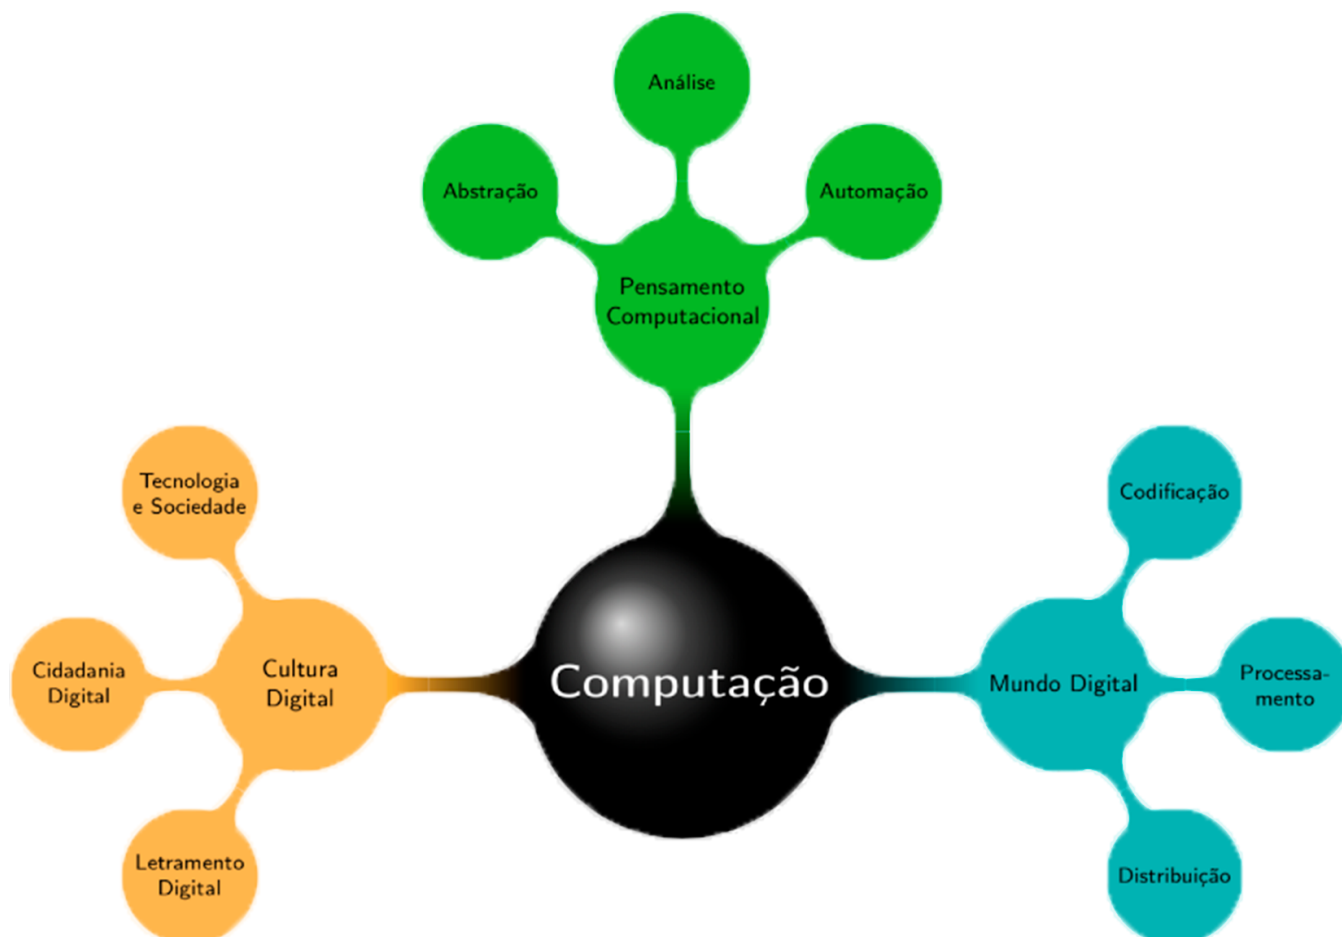 Análise
Abstração
Automação
Pensamento
Computacional
Tecnologia
e Sociedade
Cidadania
Digital
Letramento
Digital
Cultura
Digital
Computação
Mundo Digital
Codificação
Processa-
mento
Distribuição